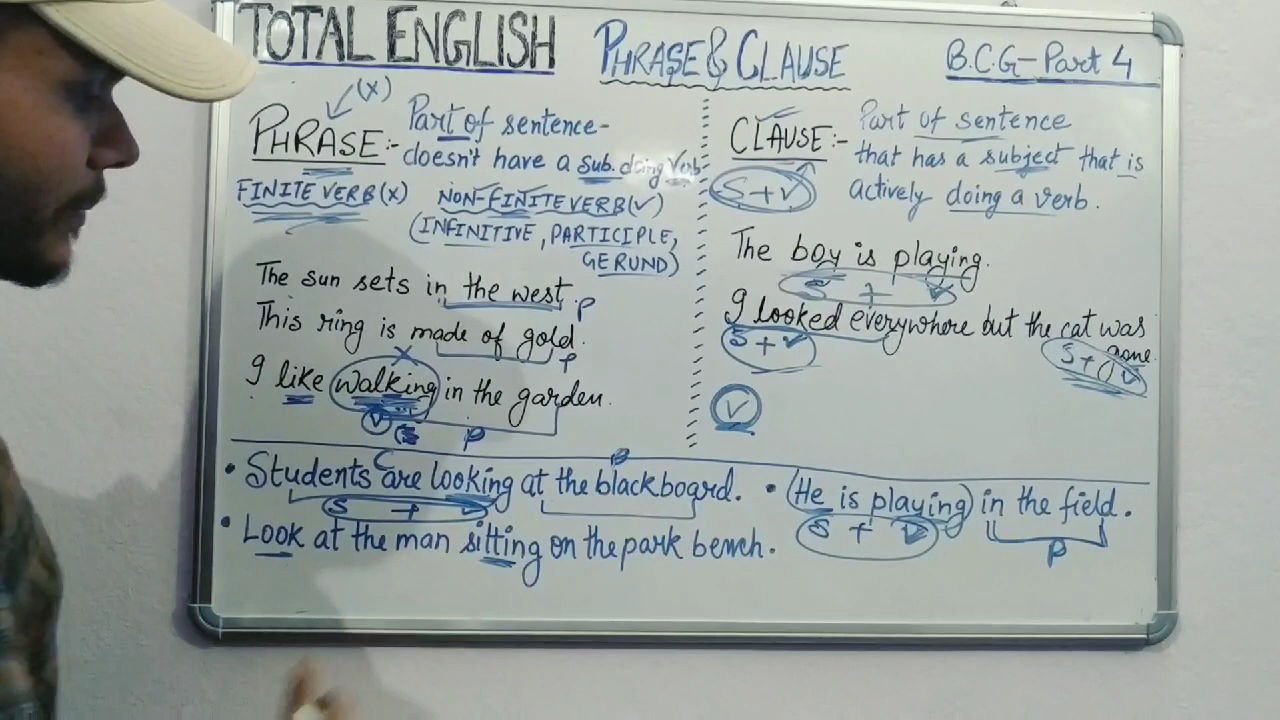 TOTAL ENGLISH
PHRASE & CLAUSE
B.C.G-Part 4
(X)
PHRASE:- Part of sentence-
doesn't have a sub. doing Verb
FINITE VERB (X) NON-FINITE VERB (✓)
(INFINITIVE, PARTICIPLE,
GERUND)
The sun sets in the west.
P
This ring is made of gold.
X P
I like walking in the garden.
V S P
CLAUSE:- Part of sentence
that has a subject that is
S + V actively doing a verb.
The boy is playing.
S + V
I looked everywhere but the cat was
gone.
S + V S + V
V
C P
• Students are looking at the blackboard.
S + V
• Look at the man sitting on the park bench.
• (He is playing) in the field.
S + V P